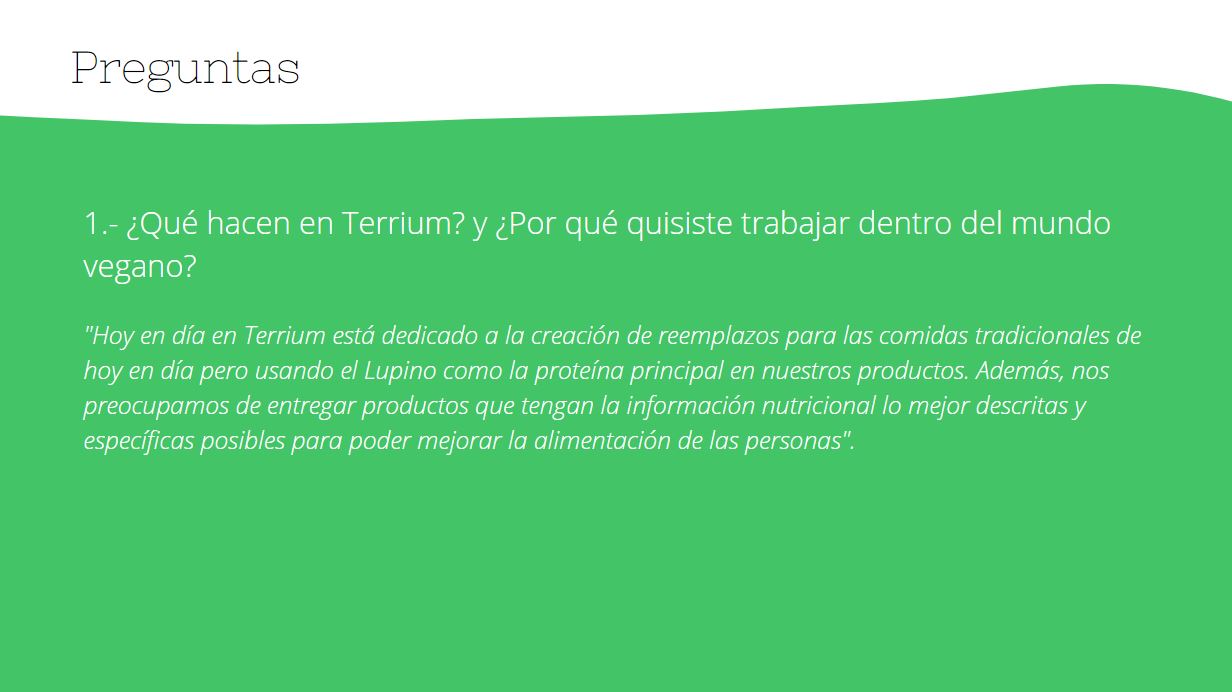 Preguntas
1.- ¿Qué hacen en Terrium? y ¿Por qué quisiste trabajar dentro del mundo
vegano?
"Hoy en día en Terrium está dedicado a la creación de reemplazos para las comidas tradicionales de
hoy en día pero usando el Lupino como la proteína principal en nuestros productos. Además, nos
preocupamos de entregar productos que tengan la información nutricional lo mejor descritas y
específicas posibles para poder mejorar la alimentación de las personas".